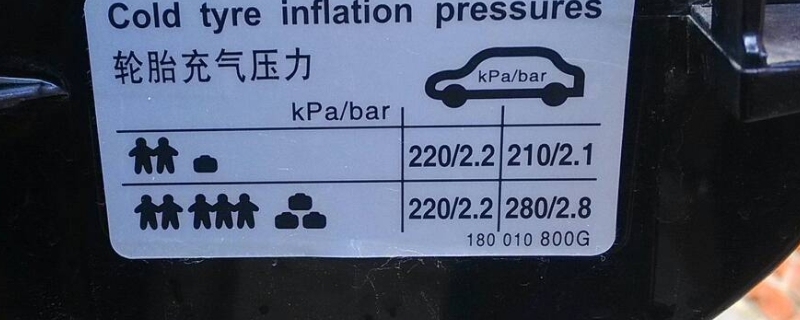 Cold tyre inflation pressures
轮胎充气压力
kPa/bar
kPa/bar
220/2.2 210/2.1
220/2.2 280/2.8
180 010 800G